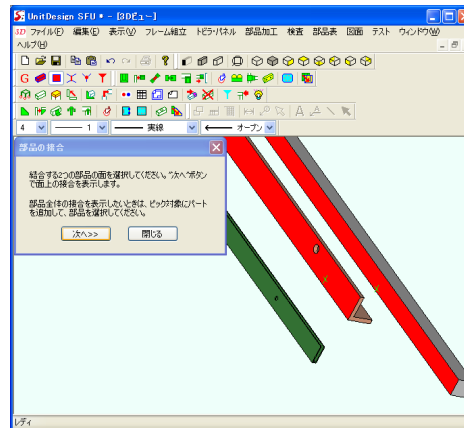 UnitDesign SFU * - [3Dビュー]
3D ファイル(F) 編集(E) 表示(V) フレーム組立 トビラ・パネル 部品加工 検査 部品表 図面 テスト ウィンドウ(W)
ヘルプ(H)
4 1 実線 オープン
部品の接合
結合する2つの部品の面を選択してください。"次へ"ボタン
で面上の接合を表示します。
部品全体の接合を表示したいときは、ピック対象にパート
を追加して、部品を選択してください。
次へ>> 閉じる
レディ